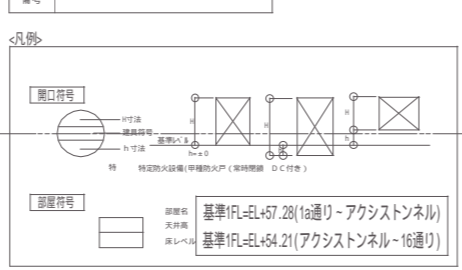 備考
<凡例>
開口符号
H寸法
建具符号
h寸法
基準レベル
h=±0
H
H
H
h
特 特定防火設備(甲種防火戸（常時閉鎖 DC付き）
部屋符号
部屋名
天井高
床レベル
基準1FL=EL+57.28(1a通り~アクシストンネル)
基準1FL=EL+54.21(アクシストンネル~16通り)